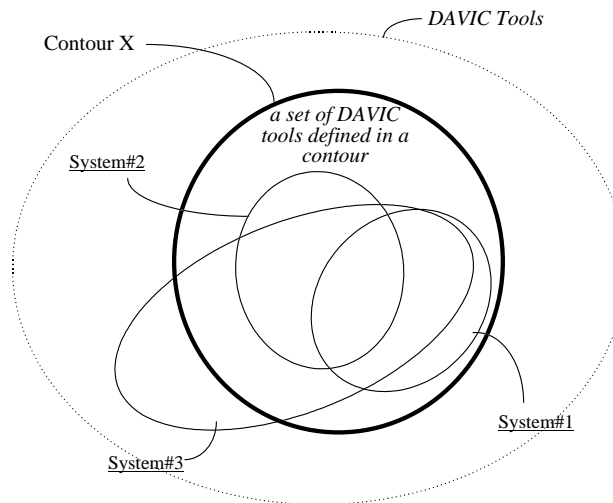 DAVIC Tools
Contour X
a set of DAVIC
tools defined in a
contour
System#2
System#1
System#3